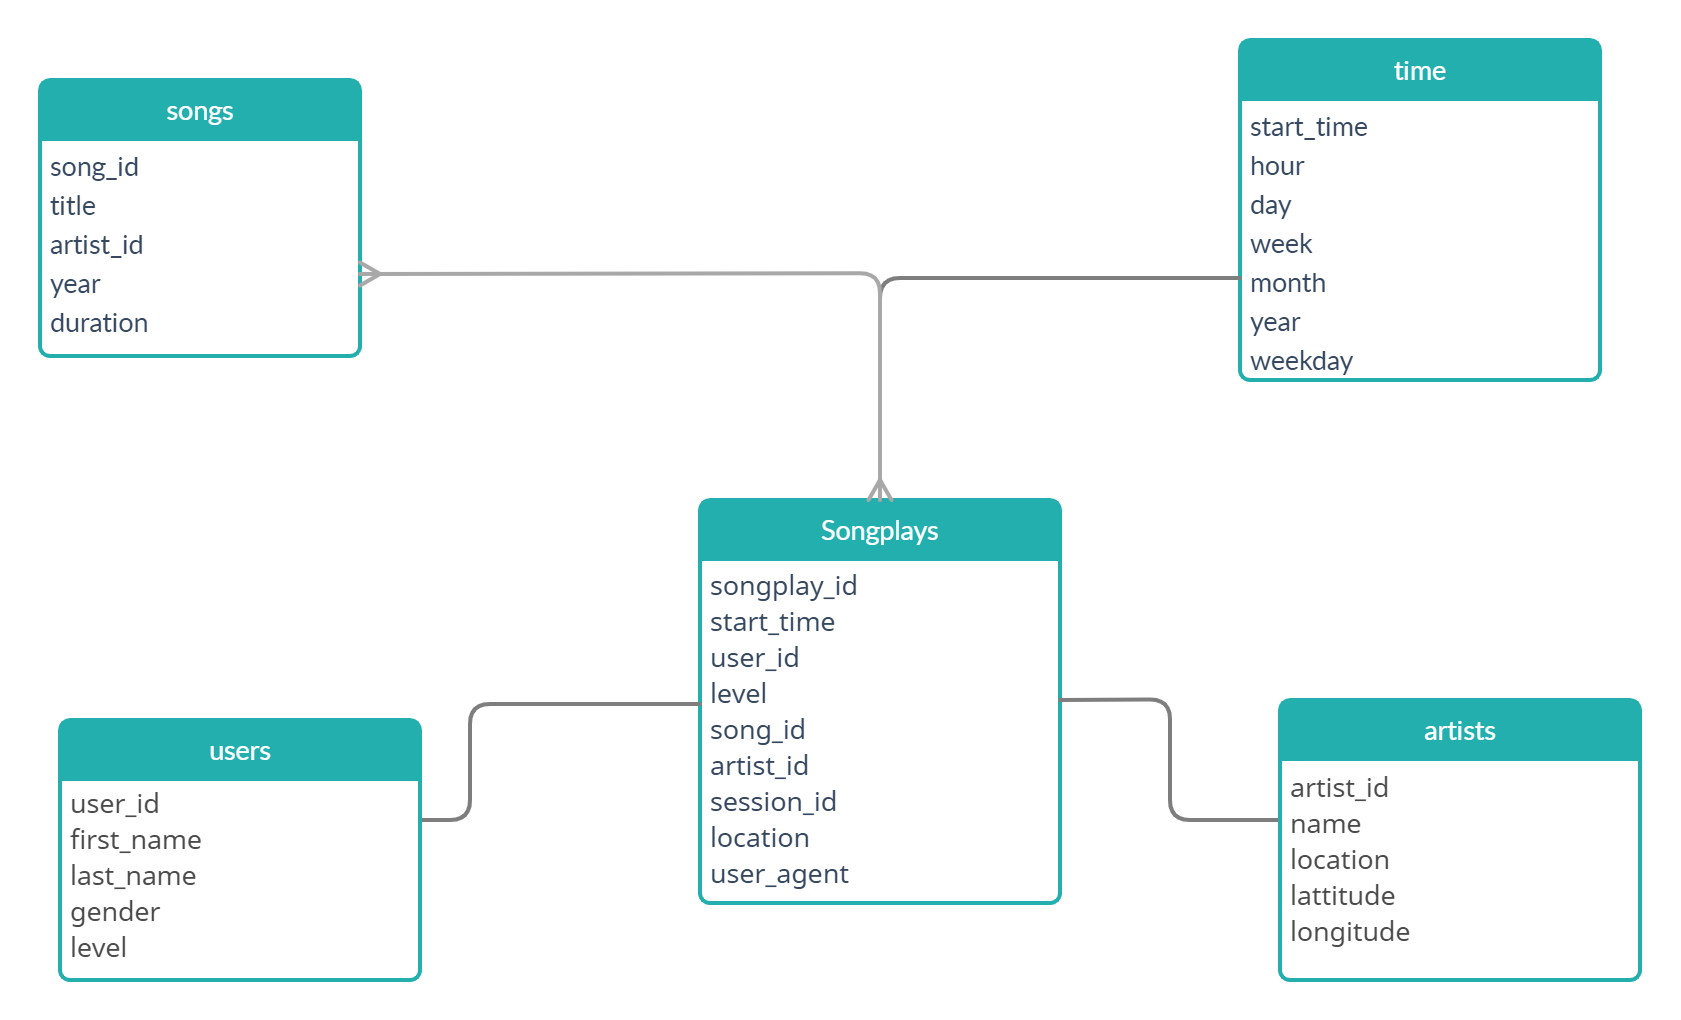 songs
song_id
title
artist_id
year
duration
time
start_time
hour
day
week
month
year
weekday
Songplays
songplay_id
start_time
user_id
level
song_id
artist_id
session_id
location
user_agent
users
user_id
first_name
last_name
gender
level
artists
artist_id
name
location
lattitude
longitude